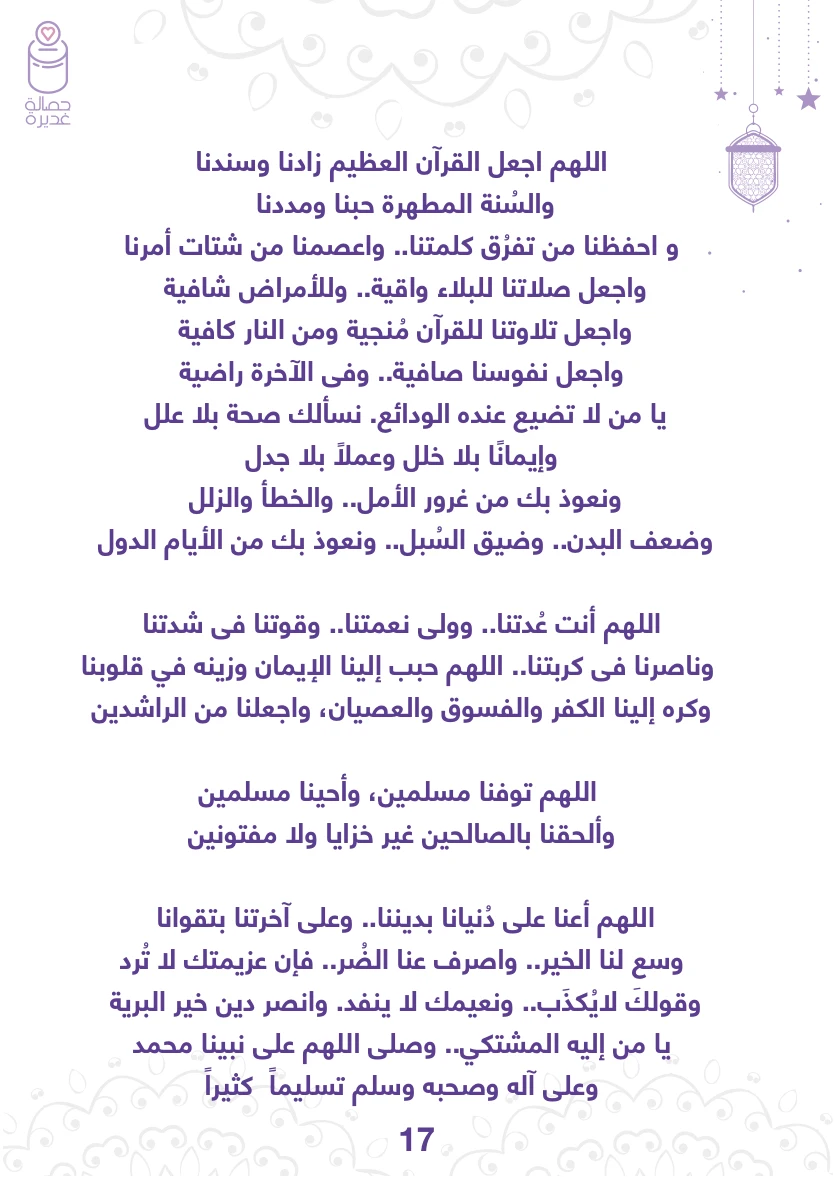 حصالة
غديرة
اللهم اجعل القرآن العظيم زادنا وسندنا
والسُنة المطهرة حبنا ومددنا
و احفظنا من تفرُق كلمتنا.. واعصمنا من شتات أمرنا
واجعل صلاتنا للبلاء واقية.. وللأمراض شافية
واجعل تلاوتنا للقرآن مُنجية ومن النار كافية
واجعل نفوسنا صافية.. وفى الآخرة راضية
يا من لا تضيع عنده الودائع. نسألك صحة بلا علل
وإيمانًا بلا خلل وعملاً بلا جدل
ونعوذ بك من غرور الأمل.. والخطأ والزلل
وضعف البدن.. وضيق السُبل.. ونعوذ بك من الأيام الدول
اللهم أنت عُدتنا.. وولى نعمتنا.. وقوتنا فى شدتنا
وناصرنا فى كربتنا.. اللهم حبب إلينا الإيمان وزينه في قلوبنا
وكره إلينا الكفر والفسوق والعصيان، واجعلنا من الراشدين
اللهم توفنا مسلمين، وأحينا مسلمين
وألحقنا بالصالحين غير خزايا ولا مفتونين
اللهم أعنا على دُنيانا بديننا.. وعلى آخرتنا بتقوانا
وسع لنا الخير.. واصرف عنا الضُر.. فإن عزيمتك لا تُرد
وقولكَ لايُكذَب.. ونعيمك لا ينفد. وانصر دين خير البرية
يا من إليه المشتكي.. وصلى اللهم على نبينا محمد
وعلى آله وصحبه وسلم تسليماً  كثيراً
17